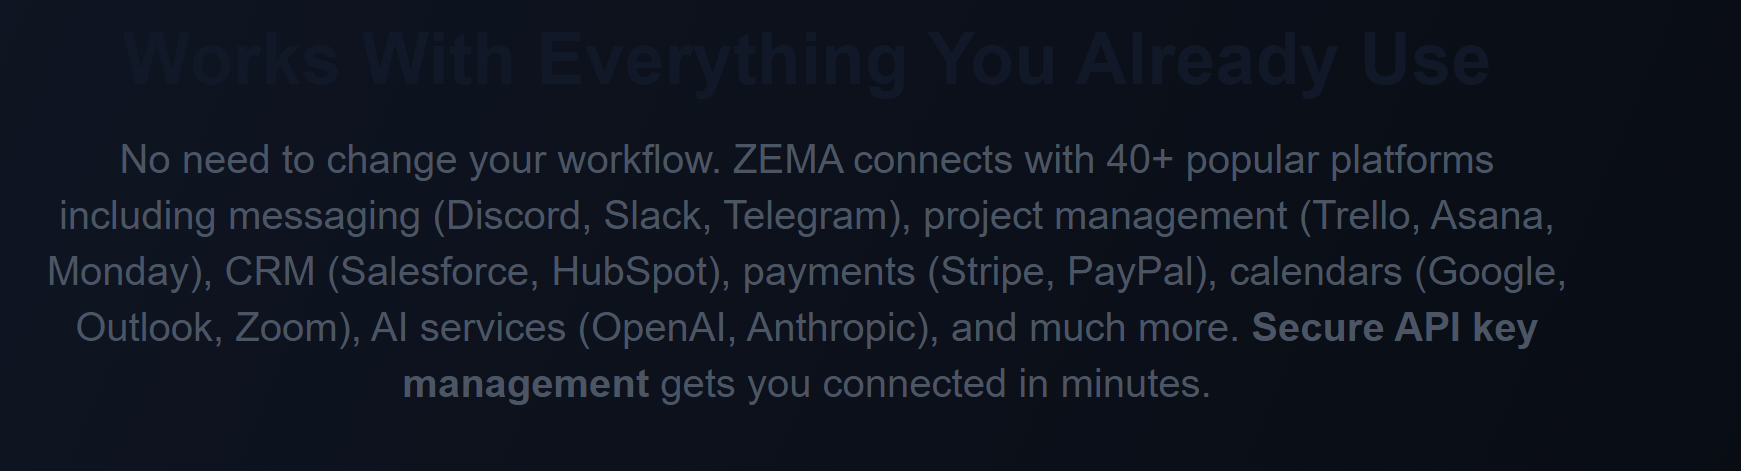 Works With Everything You Already Use
No need to change your workflow. ZEMA connects with 40+ popular platforms
including messaging (Discord, Slack, Telegram), project management (Trello, Asana,
Monday), CRM (Salesforce, HubSpot), payments (Stripe, PayPal), calendars (Google,
Outlook, Zoom), AI services (OpenAI, Anthropic), and much more. Secure API key
management gets you connected in minutes.